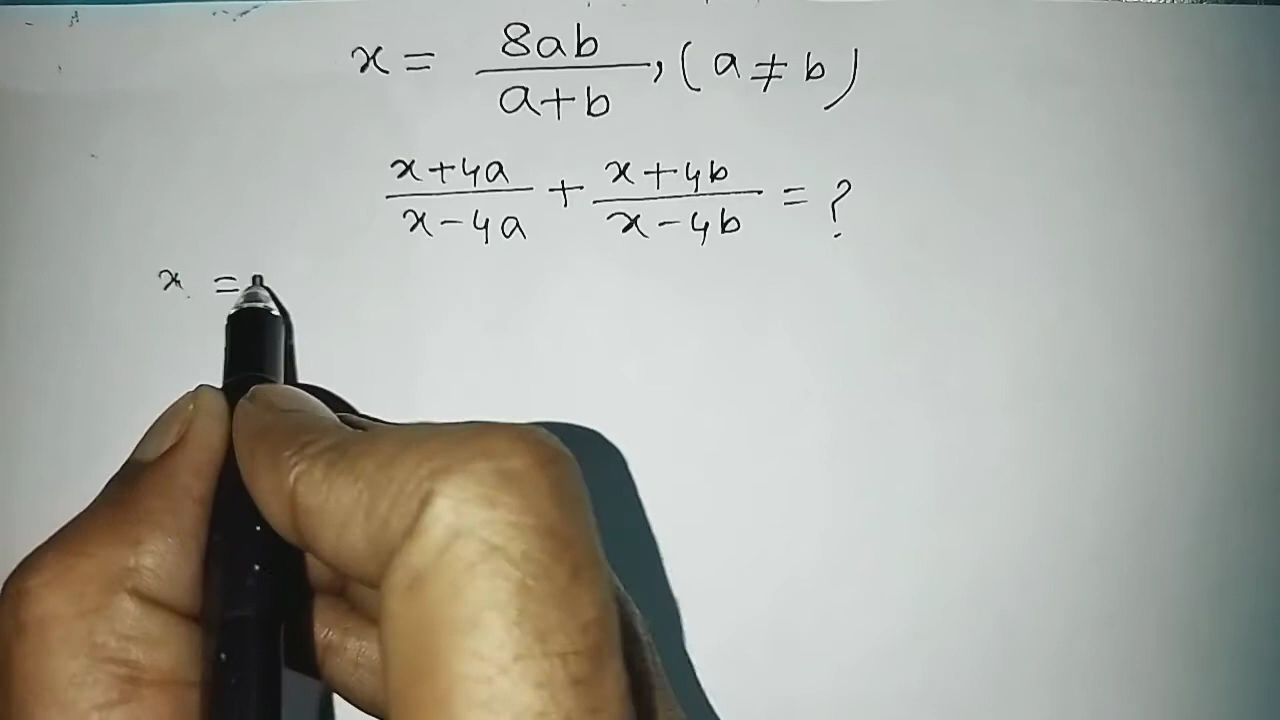 x = 8ab/a+b, (a ≠ b)
x+4a/x-4a + x+4b/x-4b = ?
x =